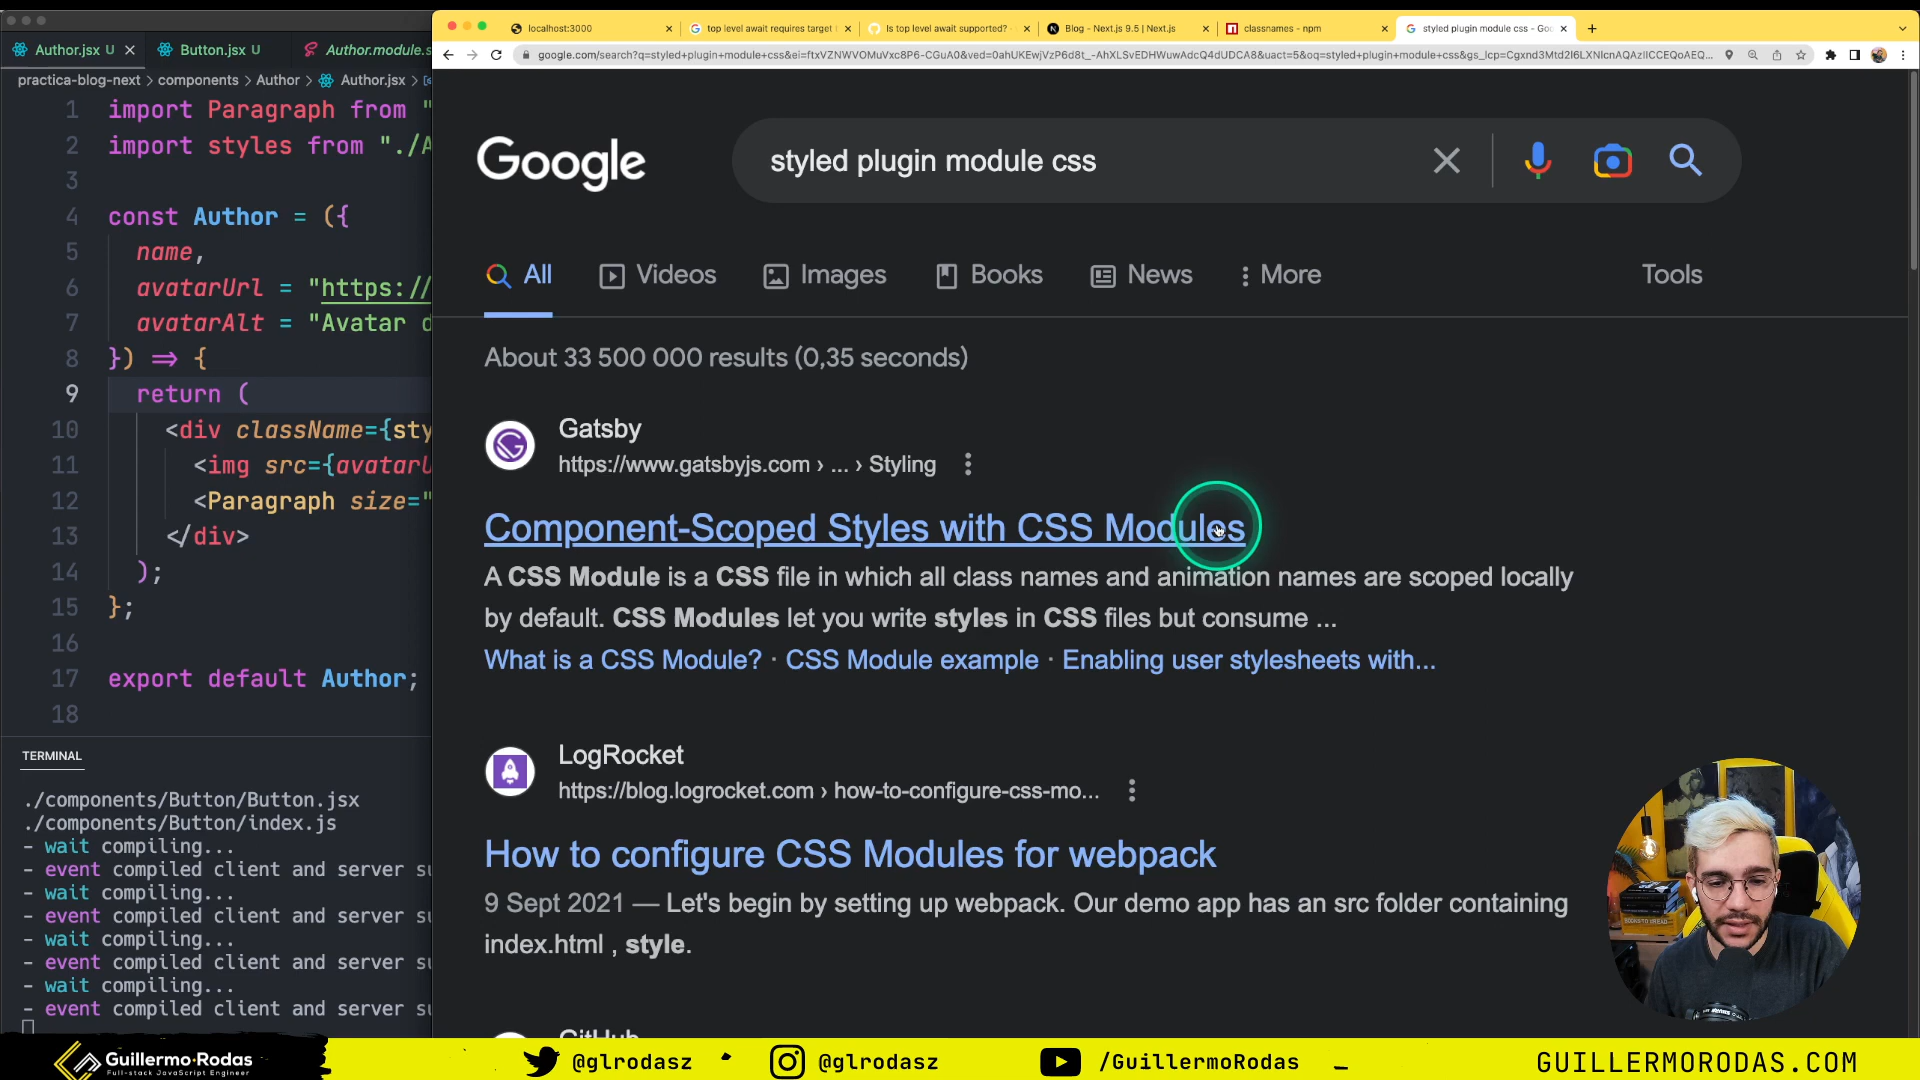 localhost:3000
top level await requires target
Is top level await supported? -
Blog - Next.js 9.5 | Next.js
classnames - npm
styled plugin module css - Goo
Author.jsx U
Button.jsx U
Author.module.s
practica-blog-next > components > Author > Author.jsx >
1 import Paragraph from "
2 import styles from "./A
3
4 const Author = ({
5 name,
6 avatarUrl = "https://
7 avatarAlt = "Avatar d
8 }) => {
9 return (
10 <div className={sty
11 <img src={avatarU
12 <Paragraph size="
13 </div>
14 );
15 };
16
17 export default Author;
18
TERMINAL
./components/Button/Button.jsx
./components/Button/index.js
- wait compiling...
- event compiled client and server su
- wait compiling...
- event compiled client and server su
- wait compiling...
- event compiled client and server su
- wait compiling...
- event compiled client and server su
Google
styled plugin module css
All
Videos
Images
Books
News
More
Tools
About 33 500 000 results (0,35 seconds)
Gatsby
https://www.gatsbyjs.com › ... › Styling
Component-Scoped Styles with CSS Modules
A CSS Module is a CSS file in which all class names and animation names are scoped locally
by default. CSS Modules let you write styles in CSS files but consume ...
What is a CSS Module? · CSS Module example · Enabling user stylesheets with...
LogRocket
https://blog.logrocket.com › how-to-configure-css-mo...
How to configure CSS Modules for webpack
9 Sept 2021 — Let's begin by setting up webpack. Our demo app has an src folder containing
index.html , style.
GitHub
Guillermo Rodas
Full-stack JavaScript Engineer
@glrodasz
@glrodasz
/GuillermoRodas
GUILLERMORODAS.COM